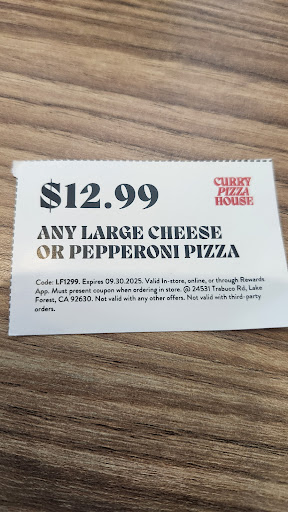 $12.99
CURRY
PIZZA
HOUSE
ANY LARGE CHEESE
OR PEPPERONI PIZZA
Code: LF1299. Expires 09.30.2025. Valid In-store, online, or through Rewards
App. Must present coupon when ordering in store. @ 24531 Trabuco Rd, Lake
Forest, CA 92630. Not valid with any other offers. Not valid with third-party
orders.